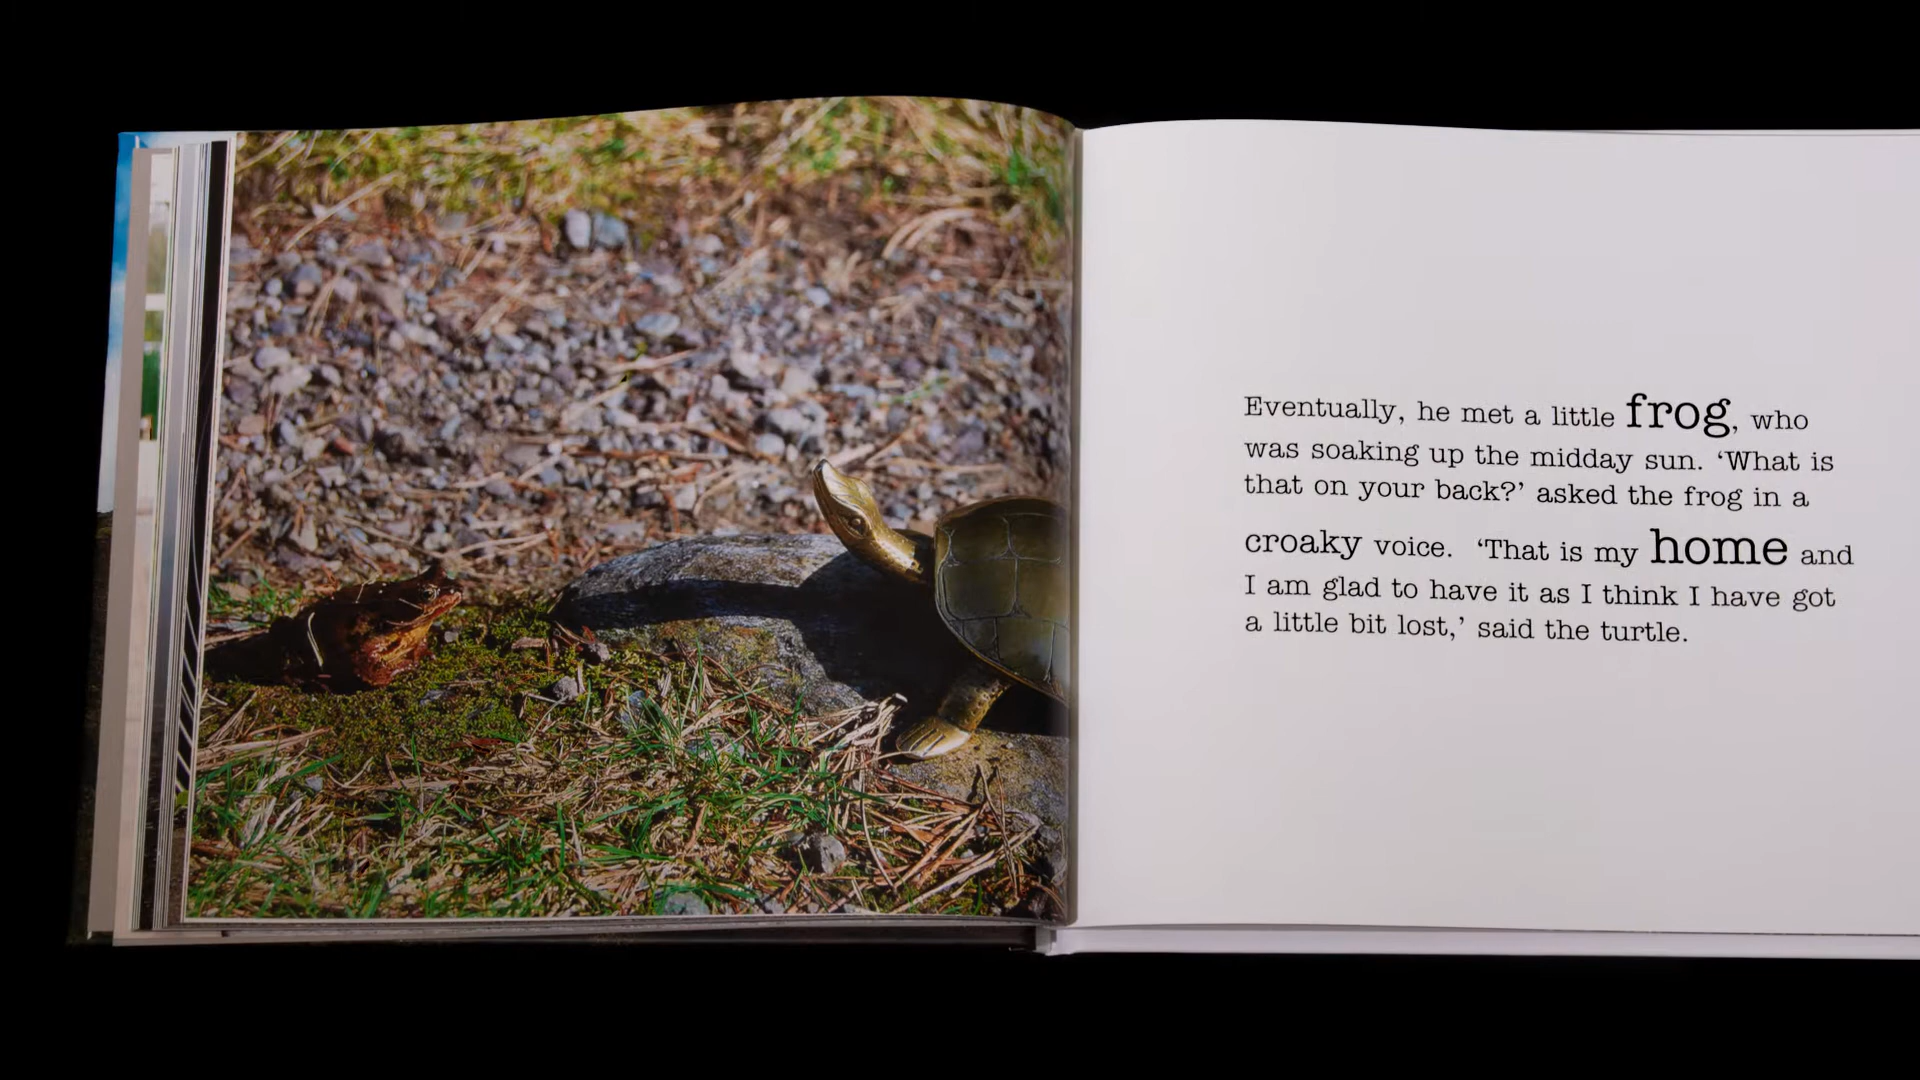 Eventually, he met a little frog, who
was soaking up the midday sun. ‘What is
that on your back?’ asked the frog in a
croaky voice. ‘That is my home and
I am glad to have it as I think I have got
a little bit lost,’ said the turtle.